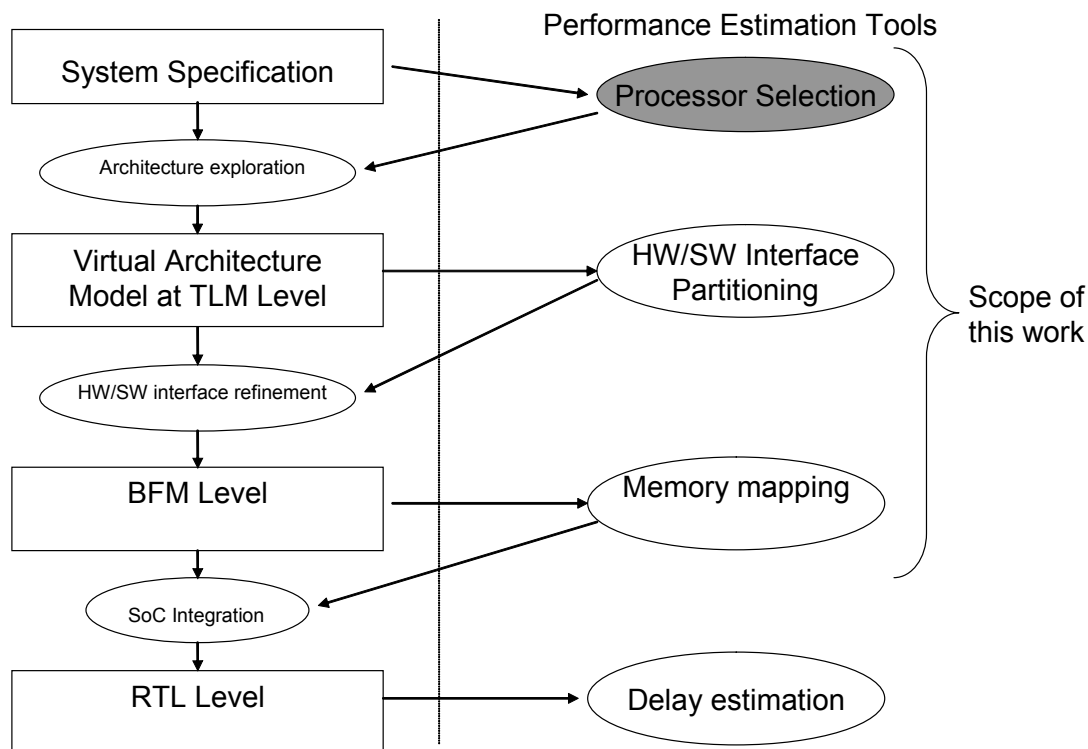 Performance Estimation Tools
System Specification
Processor Selection
Architecture exploration
Virtual Architecture
Model at TLM Level
HW/SW Interface
Partitioning
Scope of
this work
HW/SW interface refinement
BFM Level
Memory mapping
SoC Integration
RTL Level
Delay estimation